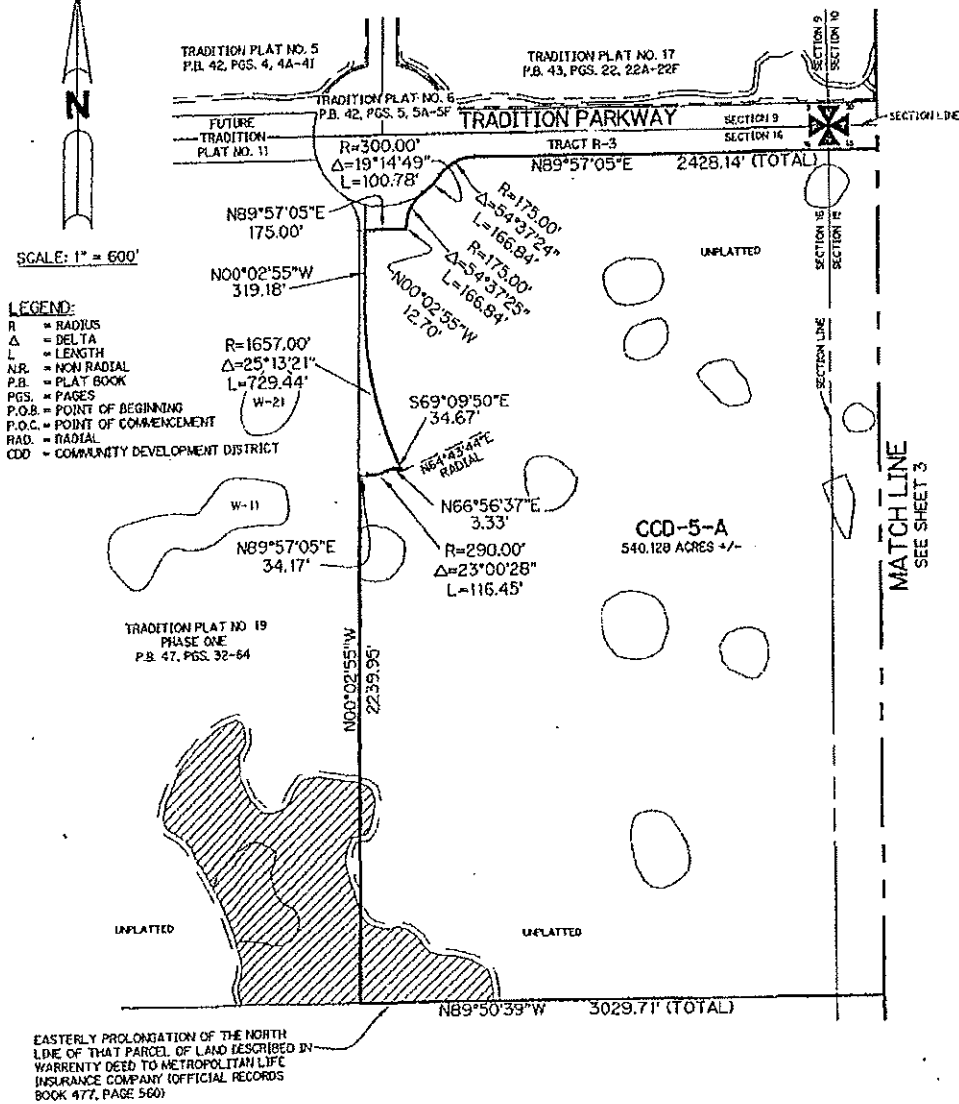 TRADITION PLAT NO. 5
P.B. 42, PGS. 4, 4A-4I
TRADITION PLAT NO. 17
P.B. 43, PGS. 22, 22A-22F
SECTION 9
SECTION 10
N
TRADITION PLAT NO. 6
P.B. 42, PGS. 5, 5A-5F
TRADITION PARKWAY
SECTION 9
SECTION 16
SECTION LINE
FUTURE
TRADITION
PLAT NO. 11
R=300.00'
Δ=19°14'49"
L=100.78'
TRACT R-3
N89°57'05"E 2428.14' (TOTAL)
N89°57'05"E
175.00'
R=175.00'
Δ=54°37'24"
L=166.84'
R=175.00'
Δ=54°37'25"
L=166.84'
N00°02'55"W
12.70'
UNPLATTED
SECTION 16
SECTION 15
SCALE: 1" = 600'
N00°02'55"W
319.18'
LEGEND:
R = RADIUS
Δ = DELTA
L = LENGTH
N.R. = NON RADIAL
P.B. = PLAT BOOK
PGS. = PAGES
P.O.B. = POINT OF BEGINNING
P.O.C. = POINT OF COMMENCEMENT
RAD. = RADIAL
CDD = COMMUNITY DEVELOPMENT DISTRICT
R=1657.00'
Δ=25°13'21"
L=729.44'
W-21
SECTION LINE
S69°09'50"E
34.67'
N64°43'44"E
RADIAL
N66°56'37"E
3.33'
W-11
N89°57'05"E
34.17'
R=290.00'
Δ=23°00'28"
L=116.45'
CCD-5-A
540.128 ACRES +/-
MATCH LINE
SEE SHEET 3
TRADITION PLAT NO 19
PHASE ONE
P.B. 47, PGS. 32-64
N00°02'55"W
2239.95'
UNPLATTED
UNPLATTED
N89°50'39"W 3029.71' (TOTAL)
EASTERLY PROLONGATION OF THE NORTH
LINE OF THAT PARCEL OF LAND DESCRIBED IN
WARRENTY DEED TO METROPOLITAN LIFE
INSURANCE COMPANY (OFFICIAL RECORDS
BOOK 477, PAGE 560)